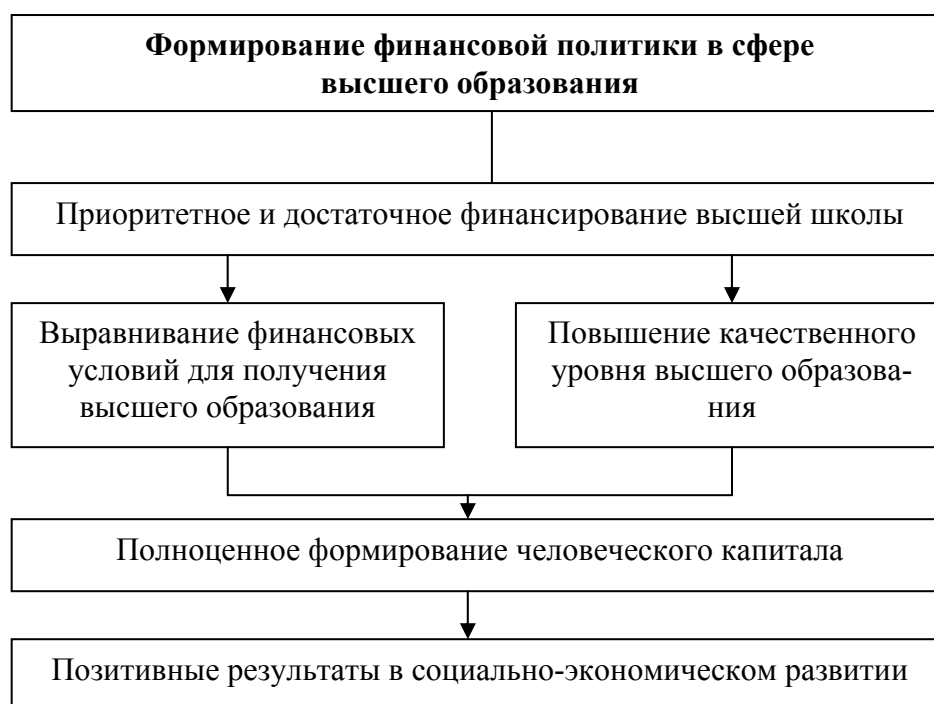 Формирование финансовой политики в сфере
высшего образования
Приоритетное и достаточное финансирование высшей школы
Выравнивание финансовых
условий для получения
высшего образования
Повышение качественного
уровня высшего образова-
ния
Полноценное формирование человеческого капитала
Позитивные результаты в социально-экономическом развитии